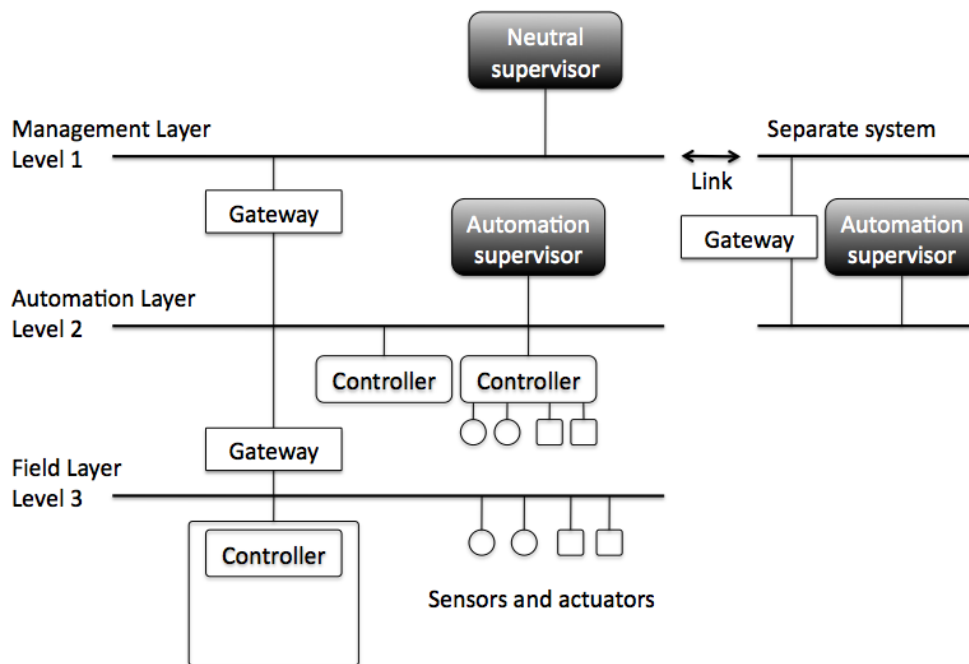 Neutral
supervisor
Management Layer
Level 1
Separate system
Link
Gateway
Automation
supervisor
Gateway
Automation
supervisor
Automation Layer
Level 2
Controller
Controller
Gateway
Field Layer
Level 3
Controller
Sensors and actuators